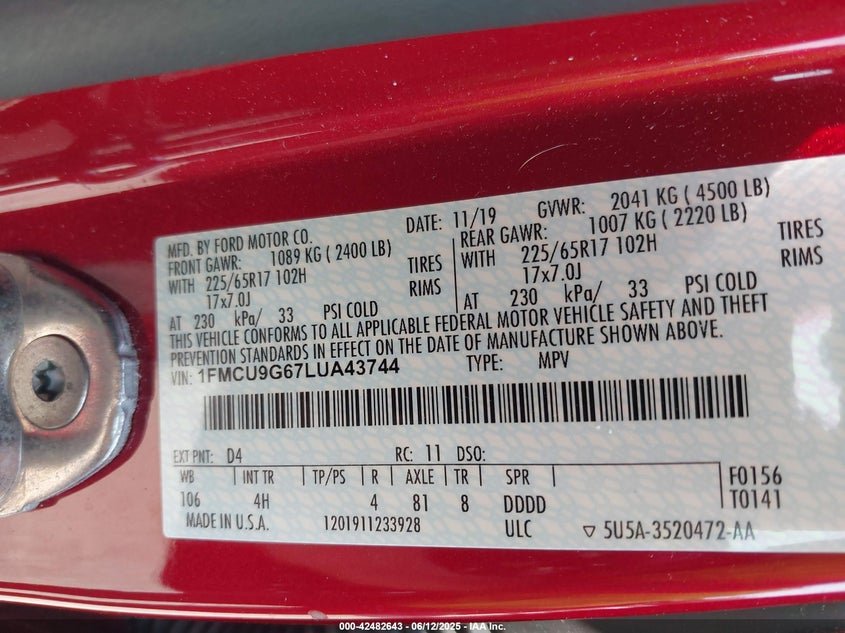 MFD. BY FORD MOTOR CO.
DATE: 11/19 GVWR: 2041 KG ( 4500 LB)
FRONT GAWR: 1089 KG ( 2400 LB) REAR GAWR: 1007 KG ( 2220 LB)
WITH 225/65R17 102H TIRES WITH 225/65R17 102H TIRES
17x7.0J RIMS 17x7.0J RIMS
AT 230 kPa/ 33 PSI COLD AT 230 kPa/ 33 PSI COLD
THIS VEHICLE CONFORMS TO ALL APPLICABLE FEDERAL MOTOR VEHICLE SAFETY AND THEFT
PREVENTION STANDARDS IN EFFECT ON THE DATE OF MANUFACTURE SHOWN ABOVE.
VIN: 1FMCU9G67LUA43744 TYPE: MPV
EXT PNT: D4 RC: 11 DSO:
WB INT TR TP/PS R AXLE TR SPR F0156
106 4H 4 81 8 DDDD T0141
MADE IN U.S.A. 1201911233928 ULC ▽ 5U5A-3520472-AA
000-42482643 - 06/12/2025 - IAA Inc.